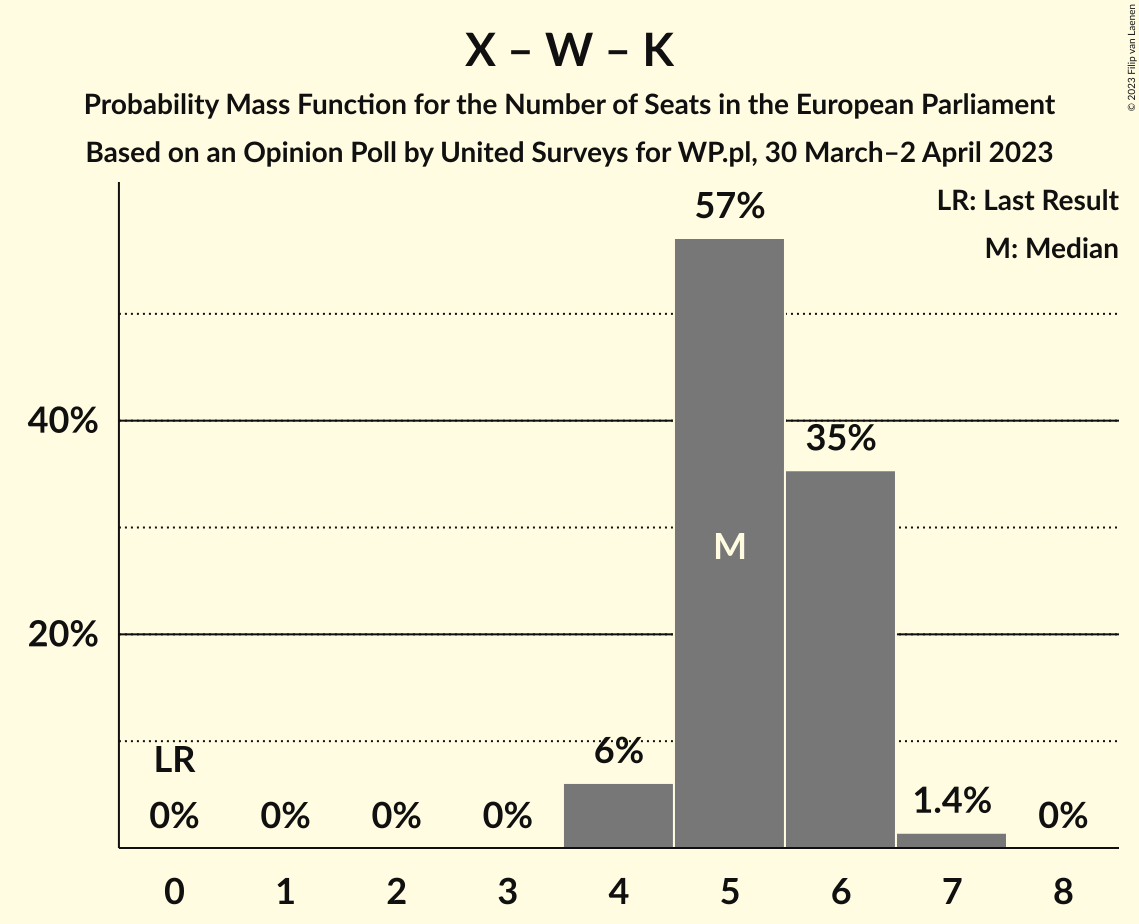 X – W – K
Probability Mass Function for the Number of Seats in the European Parliament
Based on an Opinion Poll by United Surveys for WP.pl, 30 March–2 April 2023
© 2023 Filip van Laenen
LR: Last Result
M: Median
57%
40%
35%
M
20%
LR
6%
0%
0%
0%
0%
1.4%
0%
0
1
2
3
4
5
6
7
8